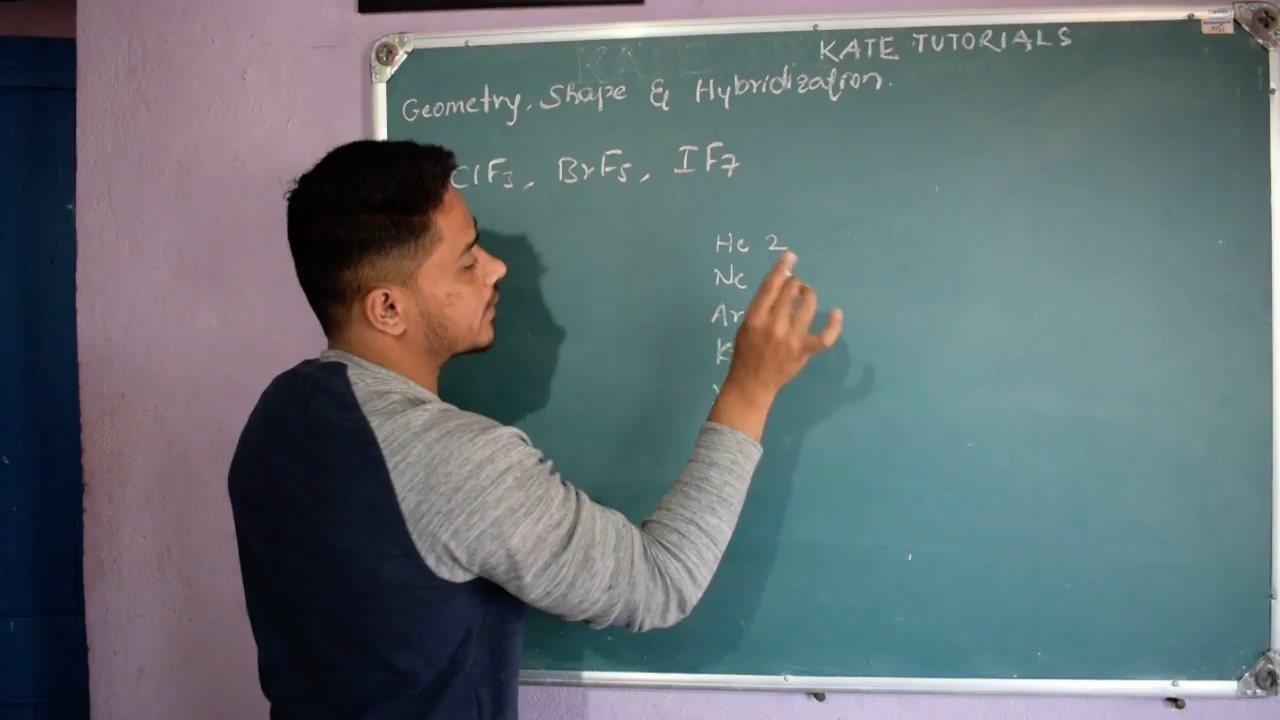 KATE TUTORIALS
Geometry, Shape & Hybridization.
ClF3, BrF5, IF7
He 2
Ne
Ar
K